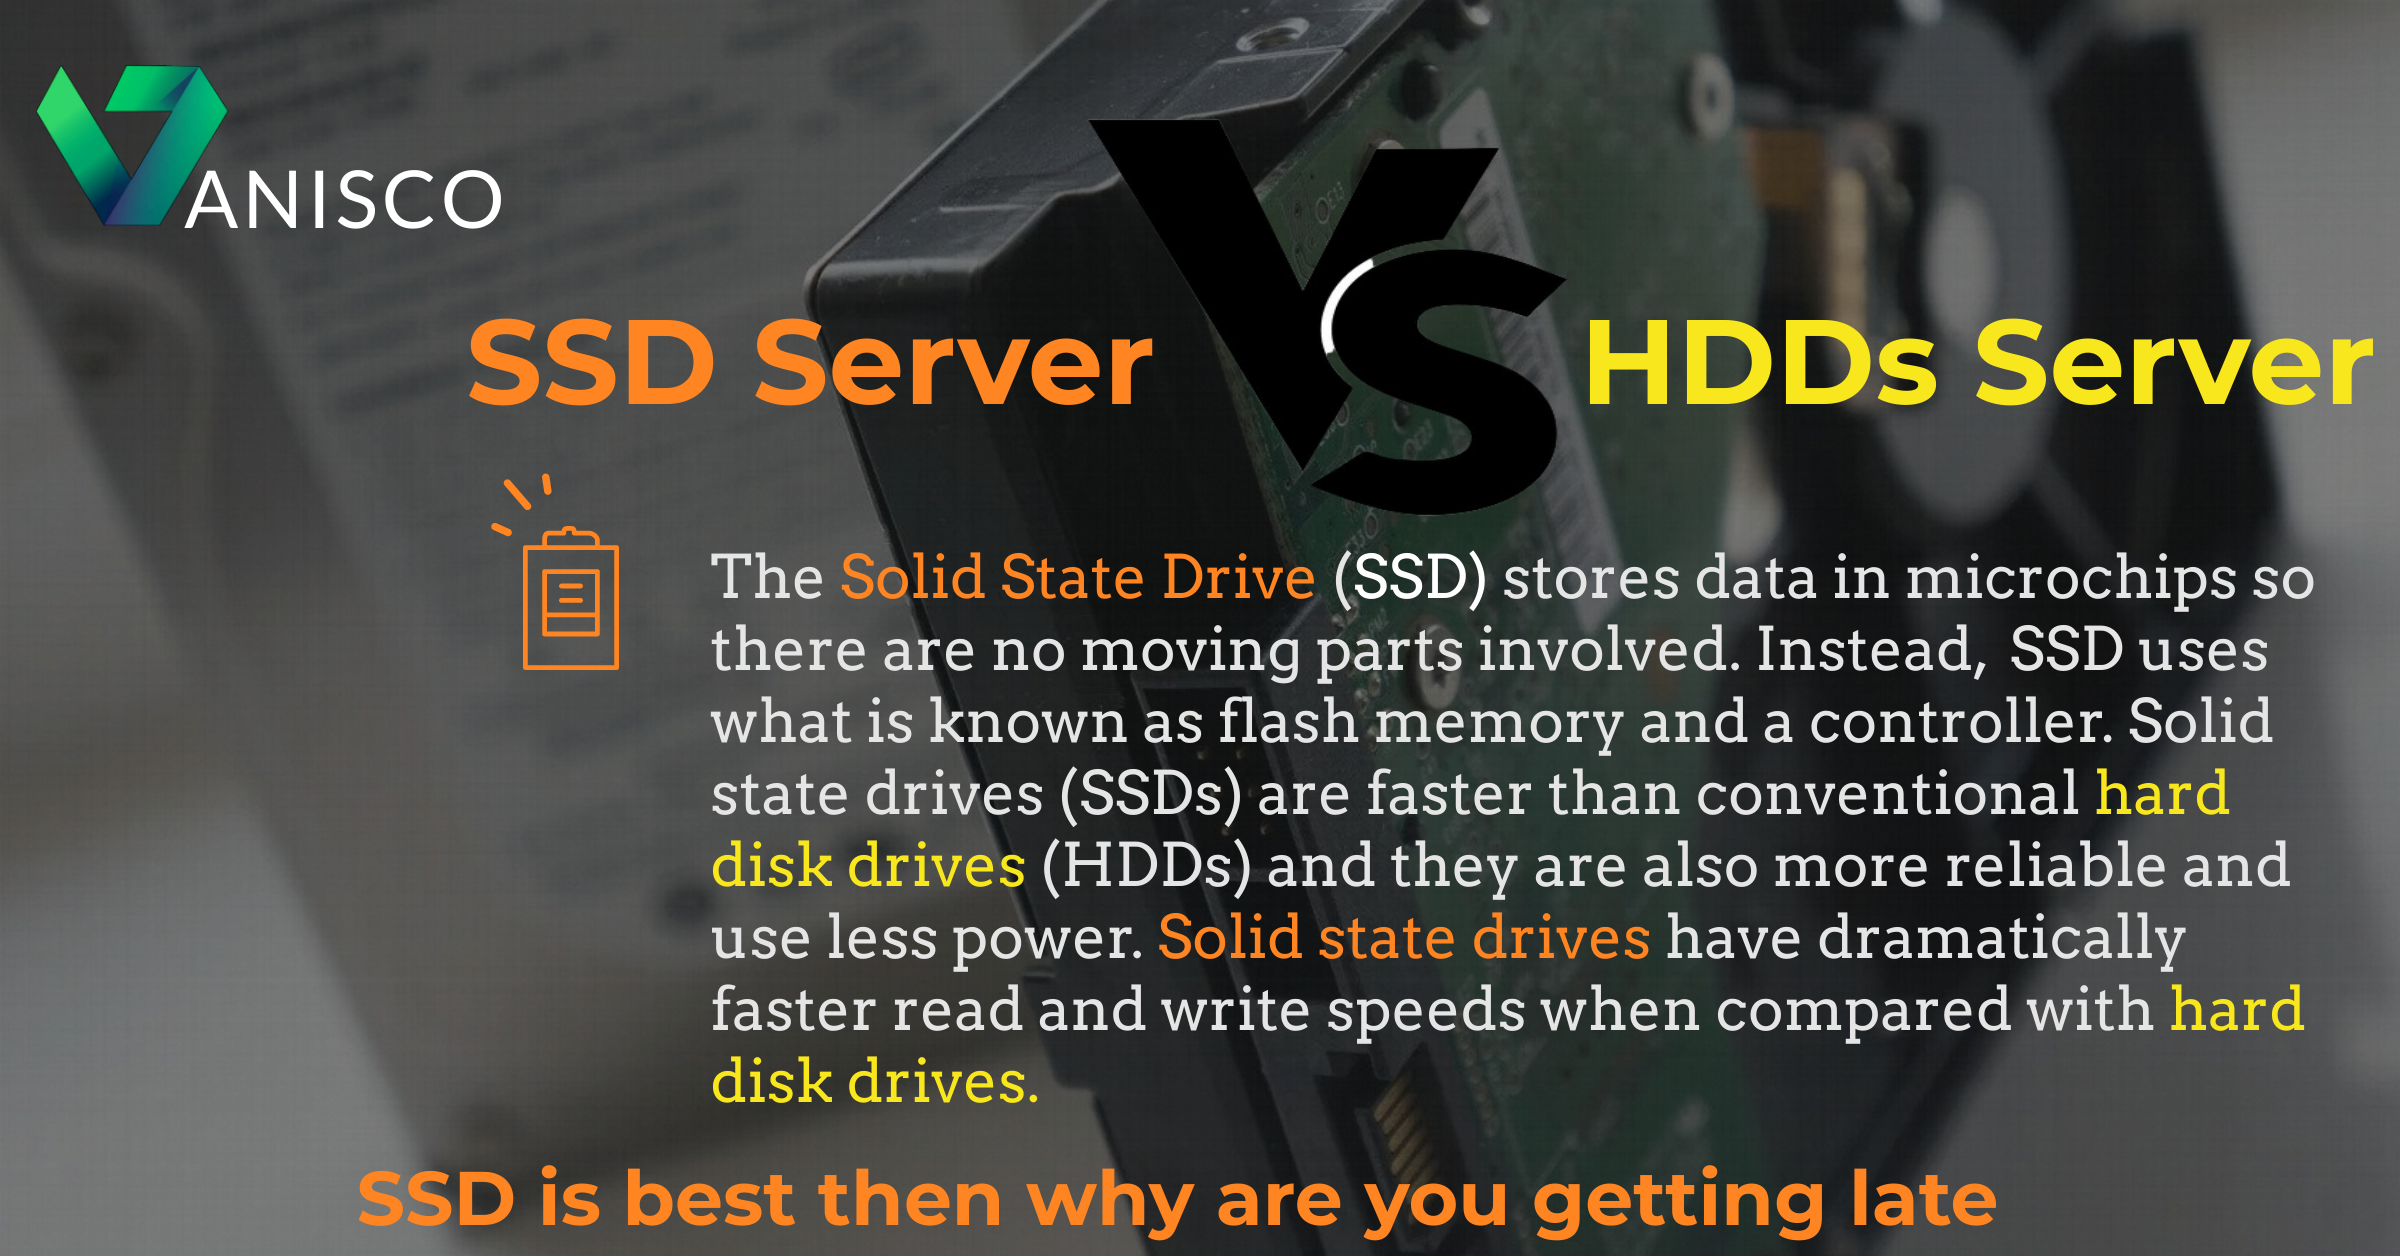 VANISCO
SSD Server VS HDDs Server
The Solid State Drive (SSD) stores data in microchips so
there are no moving parts involved. Instead, SSD uses
what is known as flash memory and a controller. Solid
state drives (SSDs) are faster than conventional hard
disk drives (HDDs) and they are also more reliable and
use less power. Solid state drives have dramatically
faster read and write speeds when compared with hard
disk drives.
SSD is best then why are you getting late